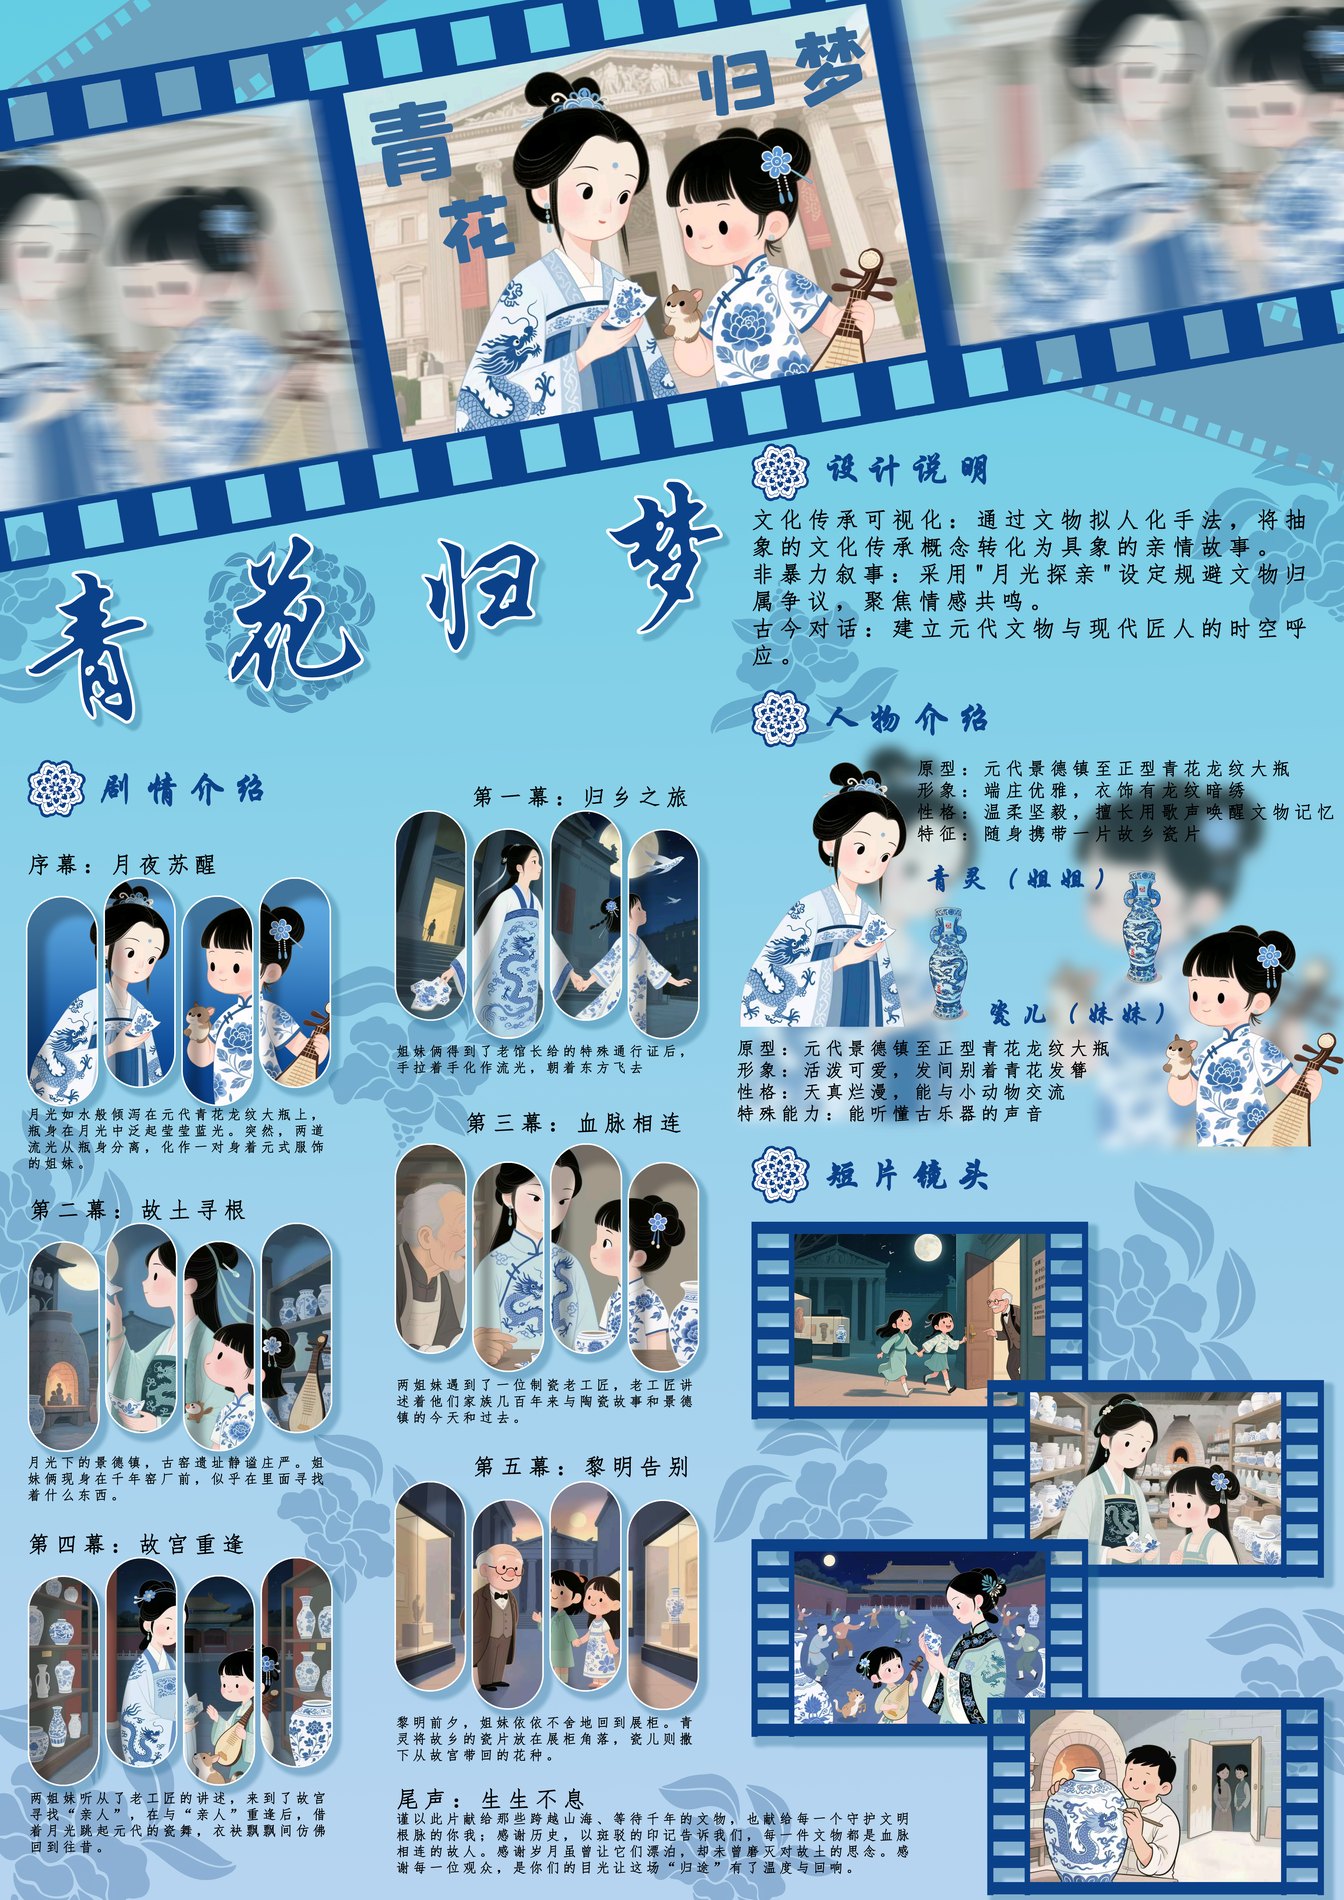 青花
归梦
青花归梦
设计说明
文化传承可视化：通过文物拟人化手法，将抽
象的文化传承概念转化为具象的亲情故事。
非暴力叙事：采用"月光探亲"设定规避文物归
属争议，聚焦情感共鸣。
古今对话：建立元代文物与现代匠人的时空呼
应。
人物介绍
原型：元代景德镇至正型青花龙纹大瓶
形象：端庄优雅，衣饰有龙纹暗绣
性格：温柔坚毅，擅长用歌声唤醒文物记忆
特征：随身携带一片故乡瓷片
青灵（姐姐）
瓷儿（妹妹）
原型：元代景德镇至正型青花龙纹大瓶
形象：活泼可爱，发间别着青花发簪
性格：天真烂漫，能与小动物交流
特殊能力：能听懂古乐器的声音
短片镜头
剧情介绍
序幕：月夜苏醒
月光如水般倾泻在元代青花龙纹大瓶上，
瓶身在月光中泛起莹莹蓝光。突然，两道
流光从瓶身分离，化作一对身着元式服饰
的姐妹。
第一幕：归乡之旅
姐妹俩得到了老馆长给的特殊通行证后，
手拉着手化作流光，朝着东方飞去
第二幕：故土寻根
月光下的景德镇，古窑遗址静谧庄严。姐
妹俩现身在千年窑厂前，似乎在里面寻找
着什么东西。
第三幕：血脉相连
两姐妹遇到了一位制瓷老工匠，老工匠讲
述着他们家族几百年来与陶瓷故事和景德
镇的今天和过去。
第四幕：故宫重逢
两姐妹听从了老工匠的讲述，来到了故宫
寻找“亲人”，在与“亲人”重逢后，借
着月光跳起元代的瓷舞，衣袂飘飘间仿佛
回到往昔。
第五幕：黎明告别
黎明前夕，姐妹依依不舍地回到展柜。青
灵将故乡的瓷片放在展柜角落，瓷儿则撒
下从故宫带回的花种。
尾声：生生不息
谨以此片献给那些跨越山海、等待千年的文物，也献给每一个守护文明
根脉的你我；感谢历史，以斑驳的印记告诉我们，每一件文物都是血脉
相连的故人。感谢岁月虽曾让它们漂泊，却未曾磨灭对故土的思念。感
谢每一位观众，是你们的目光让这场“归途”有了温度与回响。